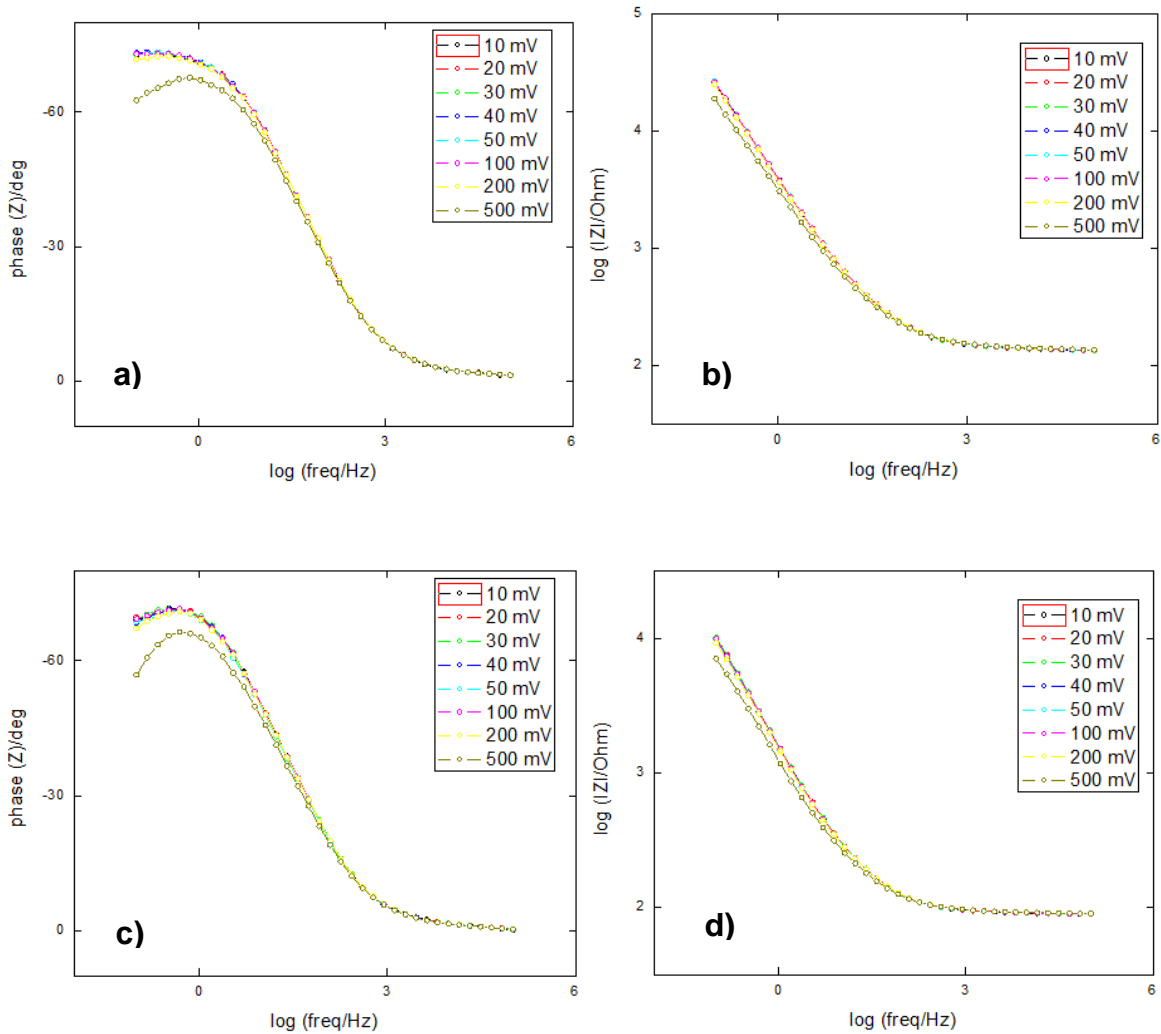 phase (Z)/deg
-60
-30
0
10 mV
20 mV
30 mV
40 mV
50 mV
100 mV
200 mV
500 mV
a)
0
3
6
log (freq/Hz)
log (IZI/Ohm)
5
4
3
2
10 mV
20 mV
30 mV
40 mV
50 mV
100 mV
200 mV
500 mV
b)
0
3
6
log (freq/Hz)
phase (Z)/deg
-60
-30
0
10 mV
20 mV
30 mV
40 mV
50 mV
100 mV
200 mV
500 mV
c)
0
3
6
log (freq/Hz)
log (IZI/Ohm)
4
3
2
10 mV
20 mV
30 mV
40 mV
50 mV
100 mV
200 mV
500 mV
d)
0
3
6
log (freq/Hz)